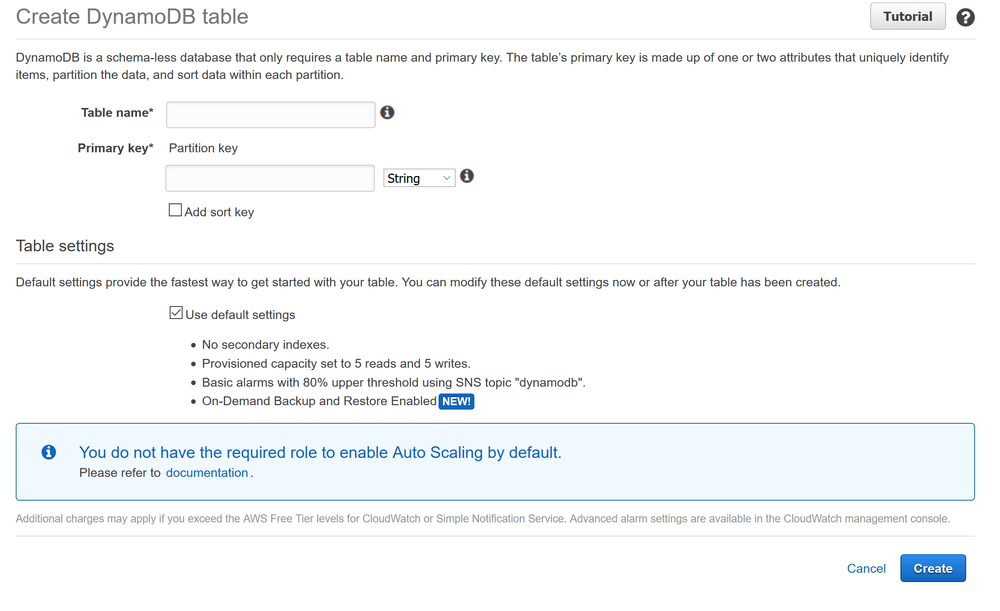 Create DynamoDB table
Tutorial
DynamoDB is a schema-less database that only requires a table name and primary key. The table’s primary key is made up of one or two attributes that uniquely identify
items, partition the data, and sort data within each partition.
Table name*
Primary key* Partition key
String
Add sort key
Table settings
Default settings provide the fastest way to get started with your table. You can modify these default settings now or after your table has been created.
Use default settings
• No secondary indexes.
• Provisioned capacity set to 5 reads and 5 writes.
• Basic alarms with 80% upper threshold using SNS topic "dynamodb".
• On-Demand Backup and Restore Enabled NEW!
You do not have the required role to enable Auto Scaling by default.
Please refer to documentation.
Additional charges may apply if you exceed the AWS Free Tier levels for CloudWatch or Simple Notification Service. Advanced alarm settings are available in the CloudWatch management console.
Cancel Create